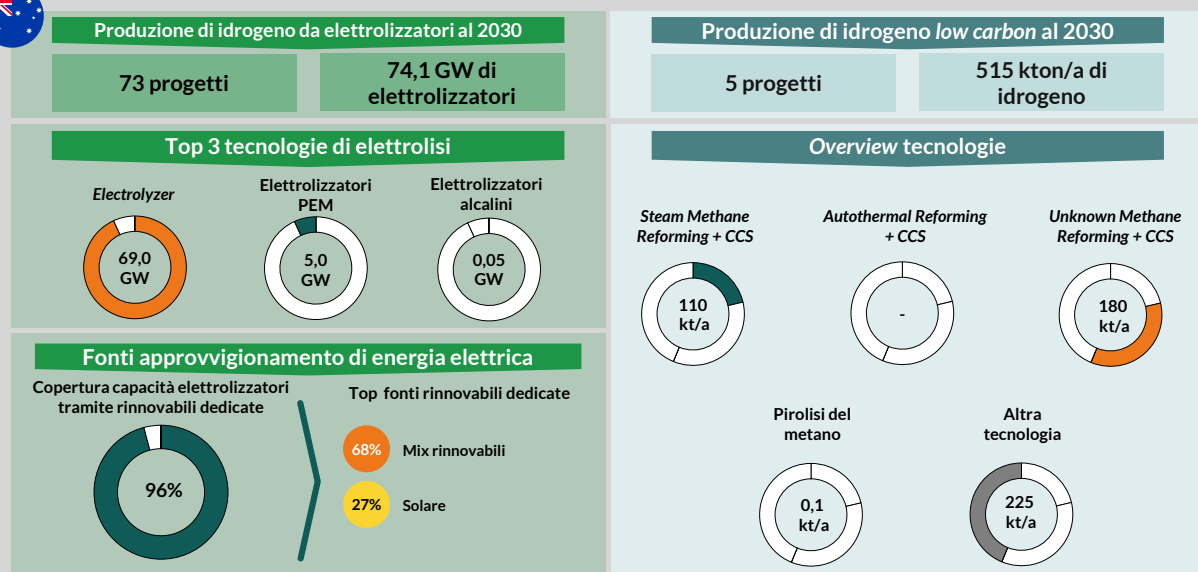 Produzione di idrogeno da elettrolizzatori al 2030
73 progetti
74,1 GW di
elettrolizzatori
Top 3 tecnologie di elettrolisi
Electrolyzer
69,0
GW
Elettrolizzatori
PEM
5,0
GW
Elettrolizzatori
alcalini
0,05
GW
Fonti approvvigionamento di energia elettrica
Copertura capacità elettrolizzatori
tramite rinnovabili dedicate
96%
Top fonti rinnovabili dedicate
68%
Mix rinnovabili
27%
Solare
Produzione di idrogeno low carbon al 2030
5 progetti
515 kton/a di
idrogeno
Overview tecnologie
Steam Methane
Reforming + CCS
110
kt/a
Autothermal Reforming
+ CCS
-
Unknown Methane
Reforming + CCS
180
kt/a
Pirolisi del
metano
0,1
kt/a
Altra
tecnologia
225
kt/a